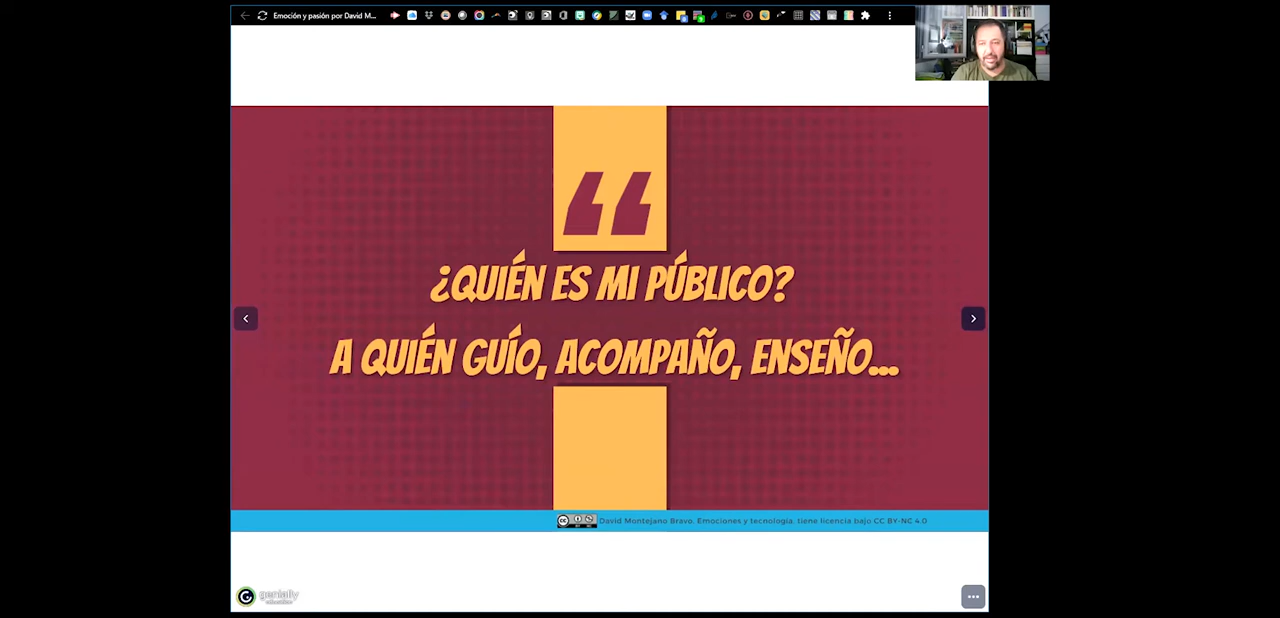 Emoción y pasión por David M...
“
¿QUIÉN ES MI PÚBLICO?
A QUIÉN GUÍO, ACOMPAÑO, ENSEÑO...
David Montejano Bravo. Emociones y tecnología, tiene licencia bajo CC BY-NC 4.0
genially